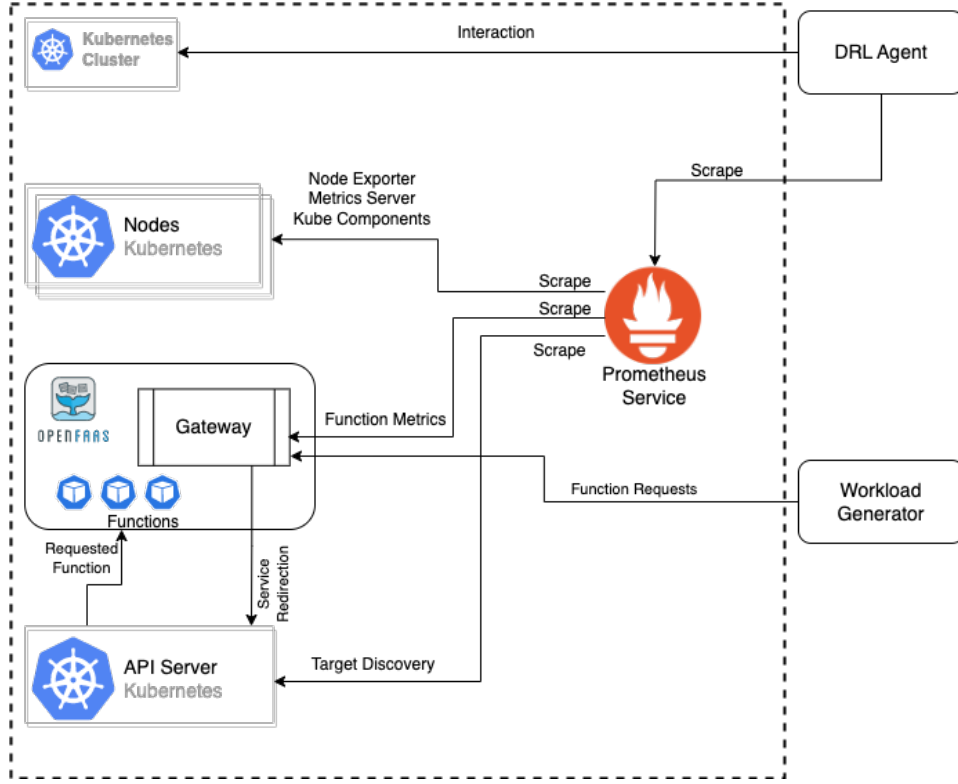 Kubernetes
Cluster
Interaction
DRL Agent
Scrape
Node Exporter
Metrics Server
Kube Components
Nodes
Kubernetes
Scrape
Scrape
Scrape
Prometheus
Service
OPENFAAS
Gateway
Function Metrics
Functions
Function Requests
Workload
Generator
Requested
Function
Service
Redirection
API Server
Kubernetes
Target Discovery